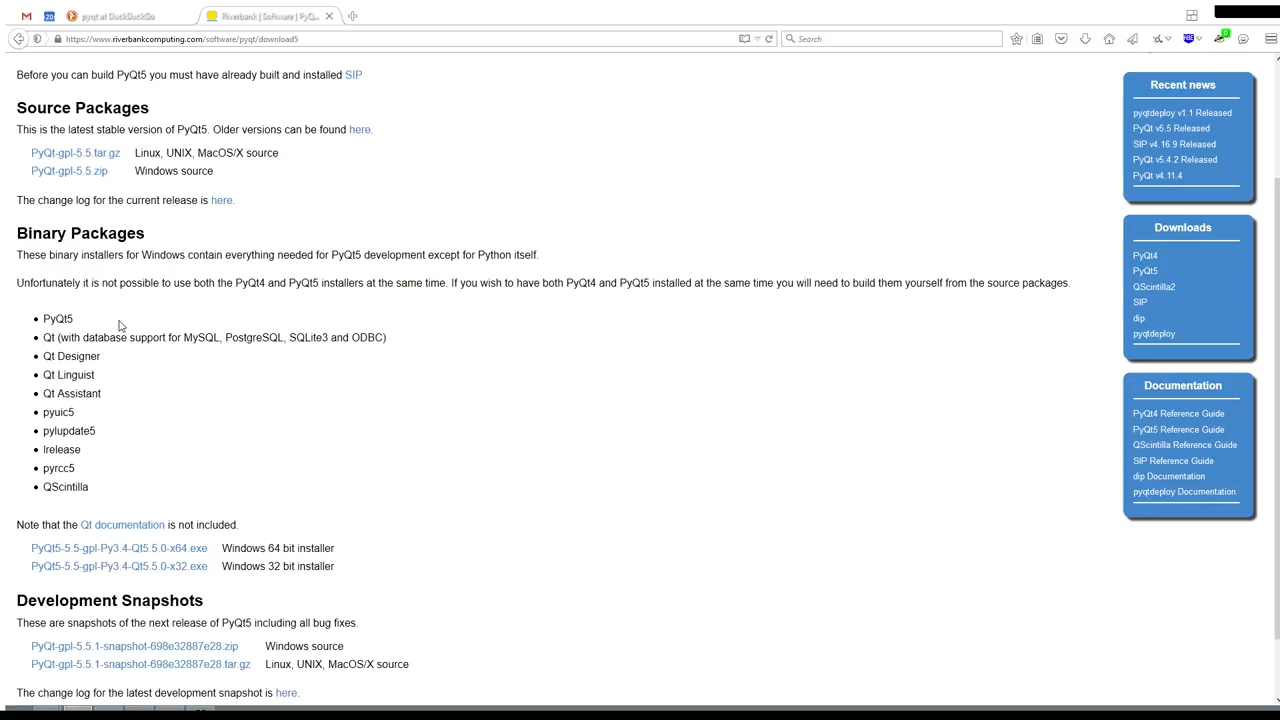 20
pyqt at DuckDuckGo
Riverbank | Software | PyQ...
https://www.riverbankcomputing.com/software/pyqt/download5
Search
ABP
0
Before you can build PyQt5 you must have already built and installed SIP
Source Packages
This is the latest stable version of PyQt5. Older versions can be found here.
PyQt-gpl-5.5.tar.gz Linux, UNIX, MacOS/X source
PyQt-gpl-5.5.zip Windows source
The change log for the current release is here.
Binary Packages
These binary installers for Windows contain everything needed for PyQt5 development except for Python itself.
Unfortunately it is not possible to use both the PyQt4 and PyQt5 installers at the same time. If you wish to have both PyQt4 and PyQt5 installed at the same time you will need to build them yourself from the source packages.
PyQt5
Qt (with database support for MySQL, PostgreSQL, SQLite3 and ODBC)
Qt Designer
Qt Linguist
Qt Assistant
pyuic5
pylupdate5
lrelease
pyrcc5
QScintilla
Note that the Qt documentation is not included.
PyQt5-5.5-gpl-Py3.4-Qt5.5.0-x64.exe Windows 64 bit installer
PyQt5-5.5-gpl-Py3.4-Qt5.5.0-x32.exe Windows 32 bit installer
Development Snapshots
These are snapshots of the next release of PyQt5 including all bug fixes.
PyQt-gpl-5.5.1-snapshot-698e32887e28.zip Windows source
PyQt-gpl-5.5.1-snapshot-698e32887e28.tar.gz Linux, UNIX, MacOS/X source
The change log for the latest development snapshot is here.
Recent news
pyqtdeploy v1.1 Released
PyQt v5.5 Released
SIP v4.16.9 Released
PyQt v5.4.2 Released
PyQt v4.11.4
Downloads
PyQt4
PyQt5
QScintilla2
SIP
dip
pyqtdeploy
Documentation
PyQt4 Reference Guide
PyQt5 Reference Guide
QScintilla Reference Guide
SIP Reference Guide
dip Documentation
pyqtdeploy Documentation